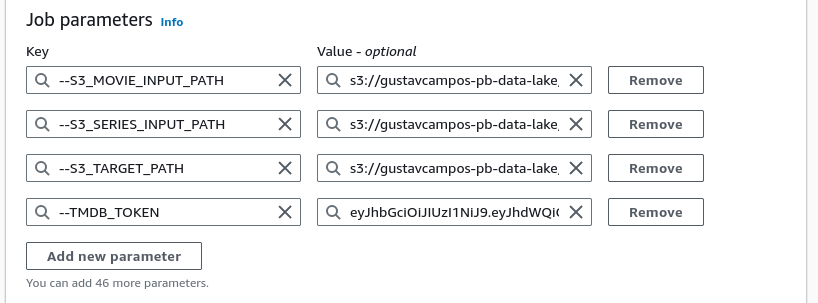 Job parameters Info
Key Value - optional
--S3_MOVIE_INPUT_PATH s3://gustavcampos-pb-data-lake Remove
--S3_SERIES_INPUT_PATH s3://gustavcampos-pb-data-lake Remove
--S3_TARGET_PATH s3://gustavcampos-pb-data-lake Remove
--TMDB_TOKEN eyJhbGciOiJIUzI1NiJ9.eyJhdWQiO Remove
Add new parameter
You can add 46 more parameters.